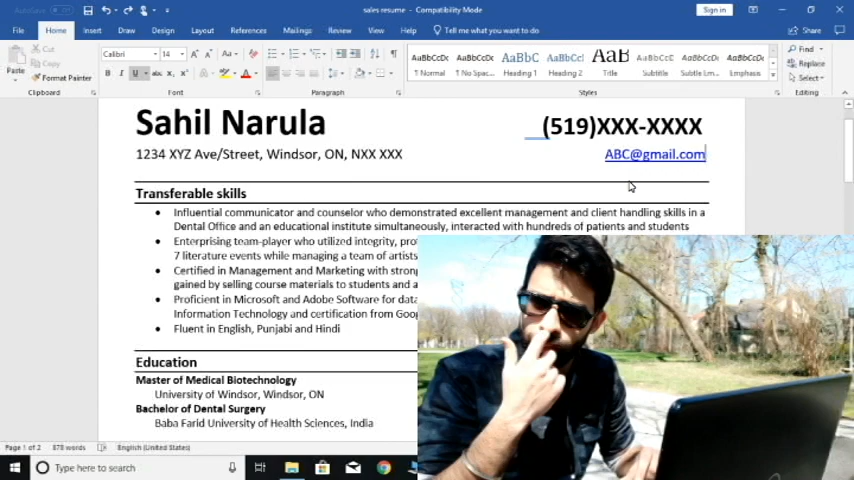 AutoSave
sales resume - Compatibility Mode
Sign in
File Home Insert Draw Design Layout References Mailings Review View Help Tell me what you want to do Share
Paste
Cut
Copy
Format Painter
Calibri 14
Find
Replace
Select
AaBbCcDc AaBbCcDc AaBbC AaBbCcl AaB AaBbCcDc AaBbCcDc AaBbCcDc
¶ Normal ¶ No Spac... Heading 1 Heading 2 Title Subtitle Subtle Em... Emphasis
Clipboard Font Paragraph Styles Editing
Sahil Narula (519)XXX-XXXX
1234 XYZ Ave/Street, Windsor, ON, NXX XXX ABC@gmail.com
Transferable skills
Influential communicator and counselor who demonstrated excellent management and client handling skills in a
Dental Office and an educational institute simultaneously, interacted with hundreds of patients and students
Enterprising team-player who utilized integrity,
7 literature events while managing a team of artists
Certified in Management and Marketing with strong
gained by selling course materials to students and
Proficient in Microsoft and Adobe Software for
Information Technology and certification from
Fluent in English, Punjabi and Hindi
Education
Master of Medical Biotechnology
University of Windsor, Windsor, ON
Bachelor of Dental Surgery
Baba Farid University of Health Sciences, India
Page 1 of 2 878 words English (United States)
Type here to search